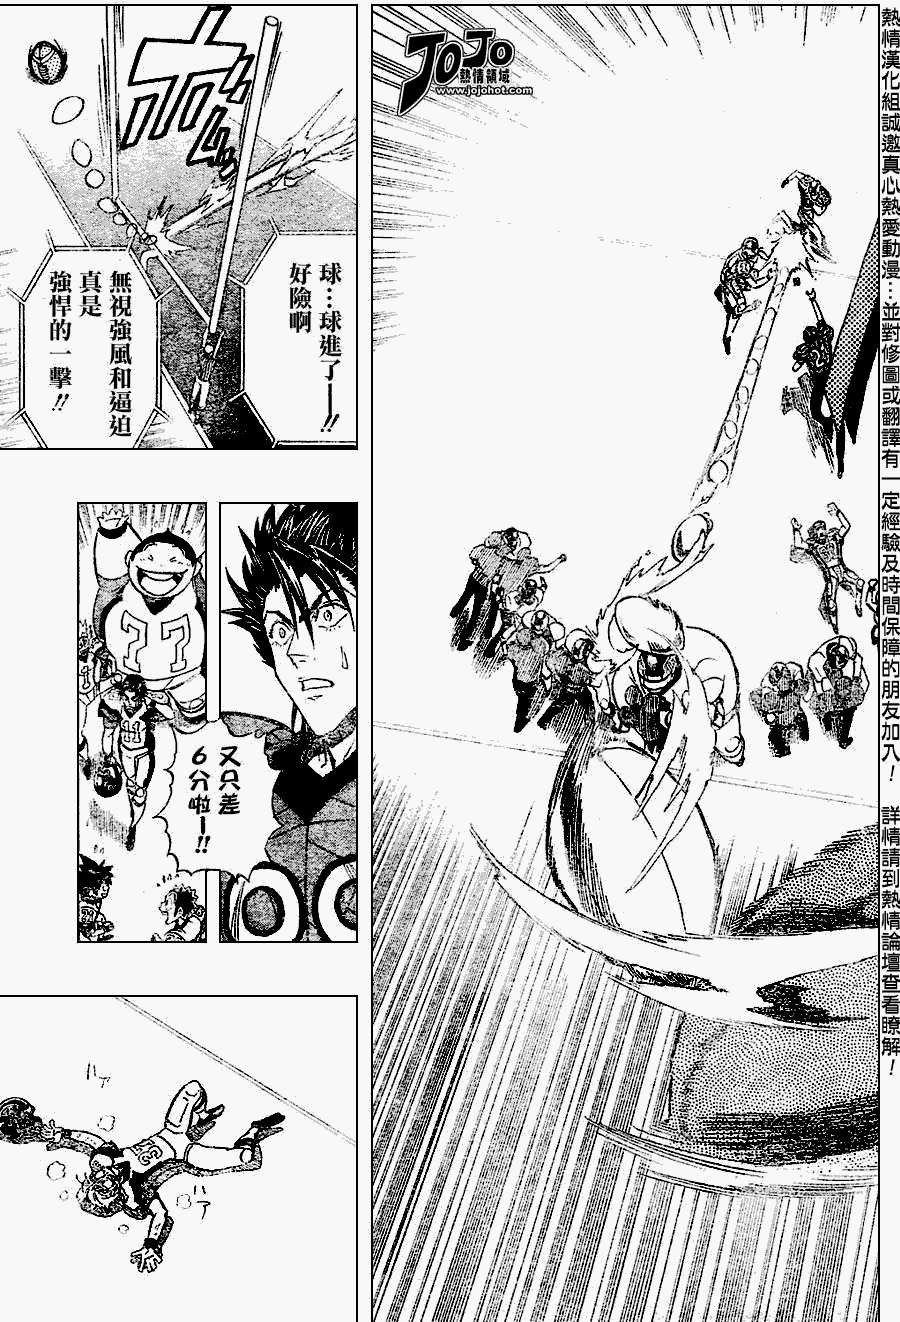 熱情漢化組誠邀真心熱愛動漫…並對修圖或翻譯有一定經驗及時間保障的朋友加入！ 詳情請到熱情論壇查看瞭解！
JOJO
熱情領域
www.jojohot.com
球…球進了——!!
好險啊
無視強風和逼迫
真是
強悍的一擊!!
又只差
6分啦—!!
77
11
ハア
ハア